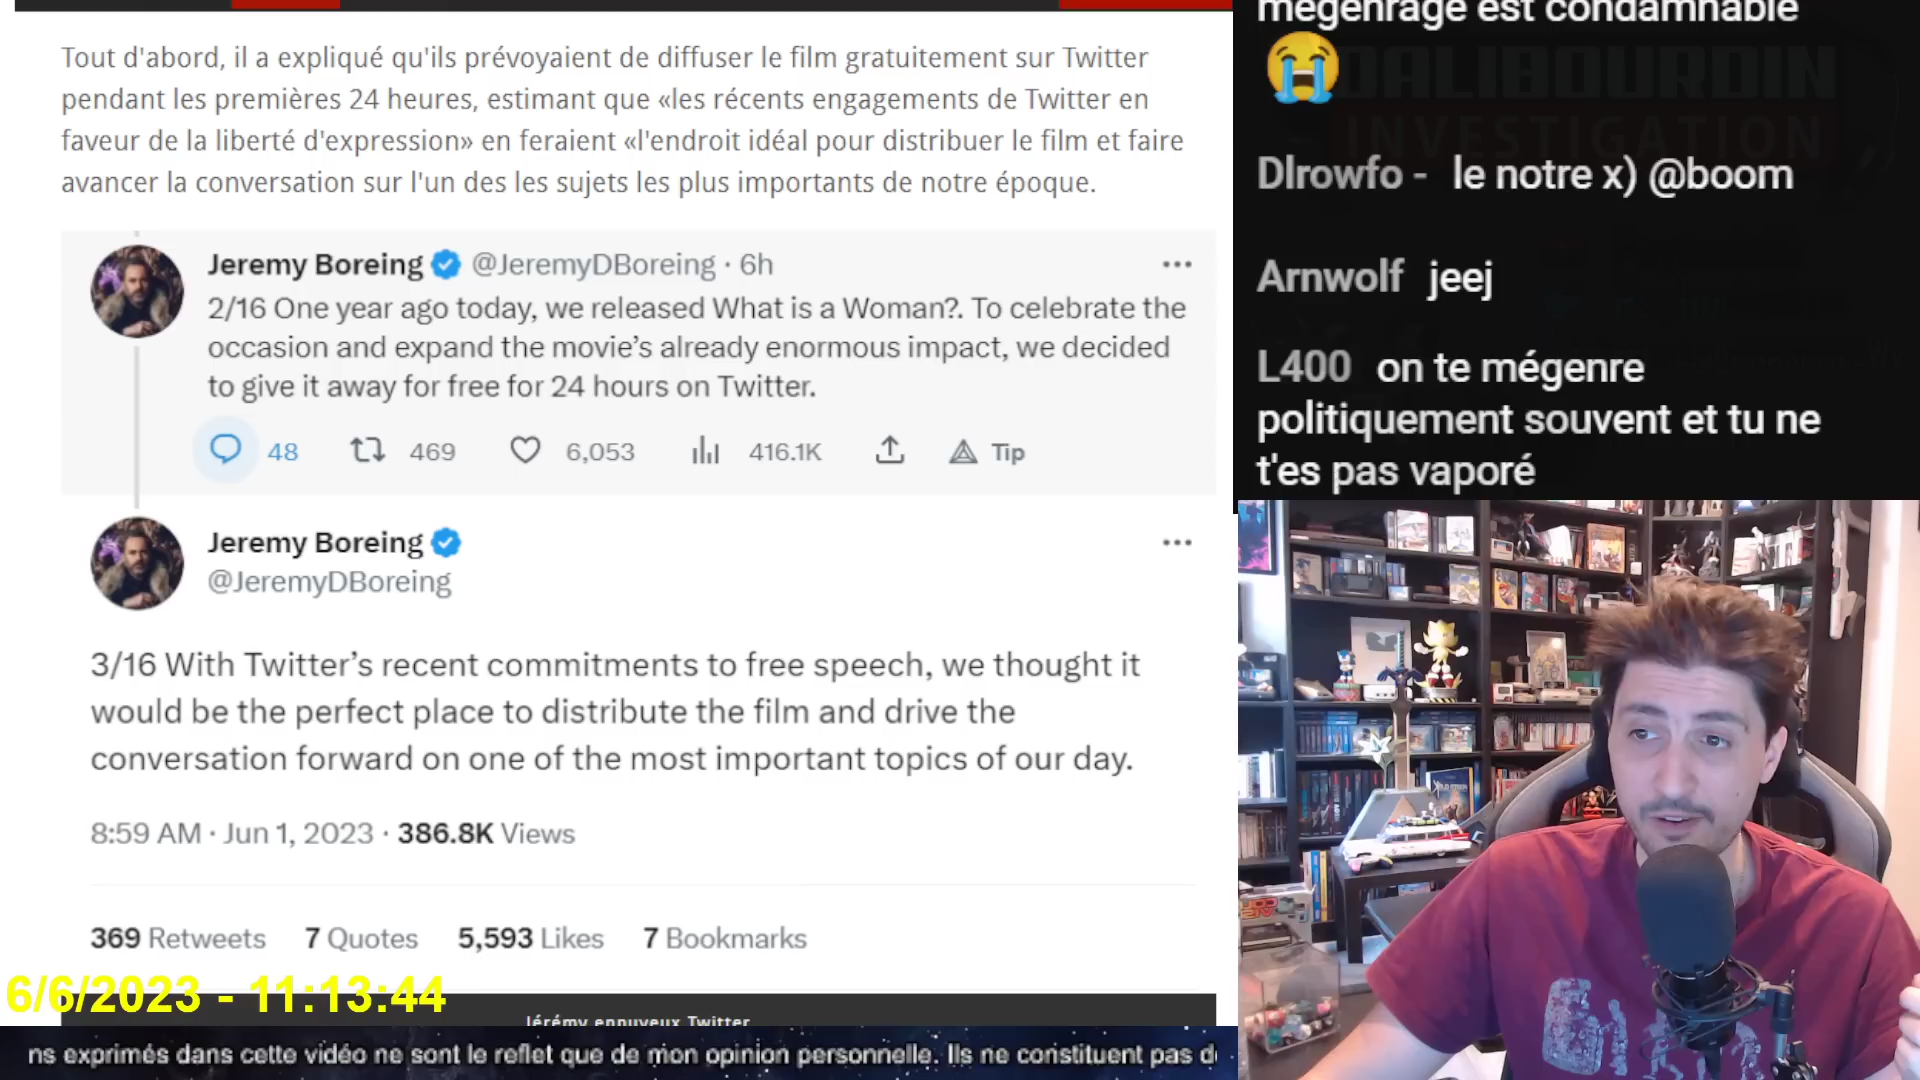 Tout d'abord, il a expliqué qu'ils prévoyaient de diffuser le film gratuitement sur Twitter
pendant les premières 24 heures, estimant que «les récents engagements de Twitter en
faveur de la liberté d'expression» en feraient «l'endroit idéal pour distribuer le film et faire
avancer la conversation sur l'un des les sujets les plus importants de notre époque.
Jeremy Boreing @JeremyDBoreing · 6h
2/16 One year ago today, we released What is a Woman?. To celebrate the
occasion and expand the movie's already enormous impact, we decided
to give it away for free for 24 hours on Twitter.
48 469 6,053 416.1K Tip
Jeremy Boreing
@JeremyDBoreing
3/16 With Twitter's recent commitments to free speech, we thought it
would be the perfect place to distribute the film and drive the
conversation forward on one of the most important topics of our day.
8:59 AM · Jun 1, 2023 · 386.8K Views
369 Retweets 7 Quotes 5,593 Likes 7 Bookmarks
6/6/2023 - 11:13:44
Jérémy ennuyeux Twitter
ns exprimés dans cette vidéo ne sont le reflet que de mon opinion personnelle. Ils ne constituent pas d
mégenrage est condamnable
DALIBOURDIN
INVESTIGATION
Dlrowfo - le notre x) @boom
Arnwolf jeej
L400 on te mégenre
politiquement souvent et tu ne
t'es pas vaporé